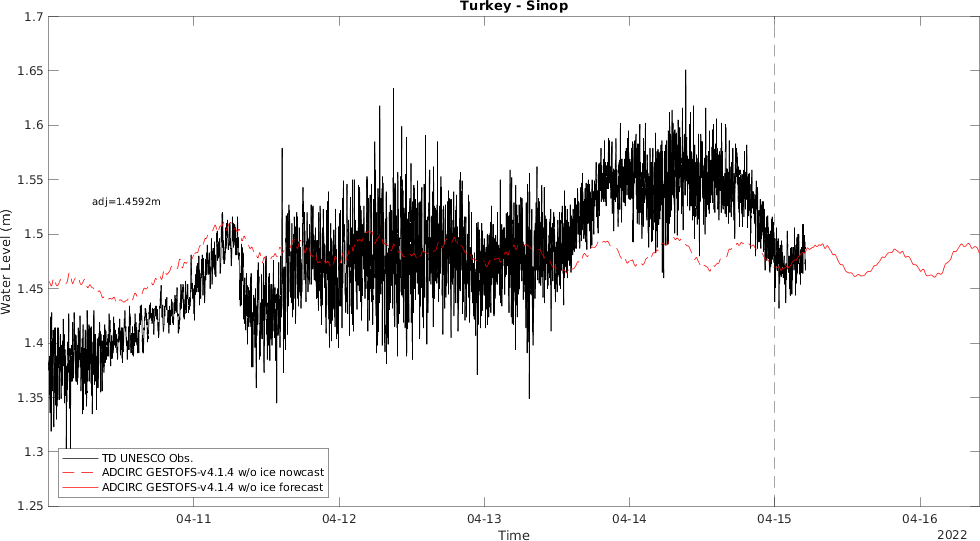 Turkey - Sinop
1.7
1.65
1.6
1.55
1.5
1.45
1.4
1.35
1.3
1.25
Water Level (m)
adj=1.4592m
TD UNESCO Obs.
ADCIRC GESTOFS-v4.1.4 w/o ice nowcast
ADCIRC GESTOFS-v4.1.4 w/o ice forecast
04-11 04-12 04-13 04-14 04-15 04-16
Time
2022